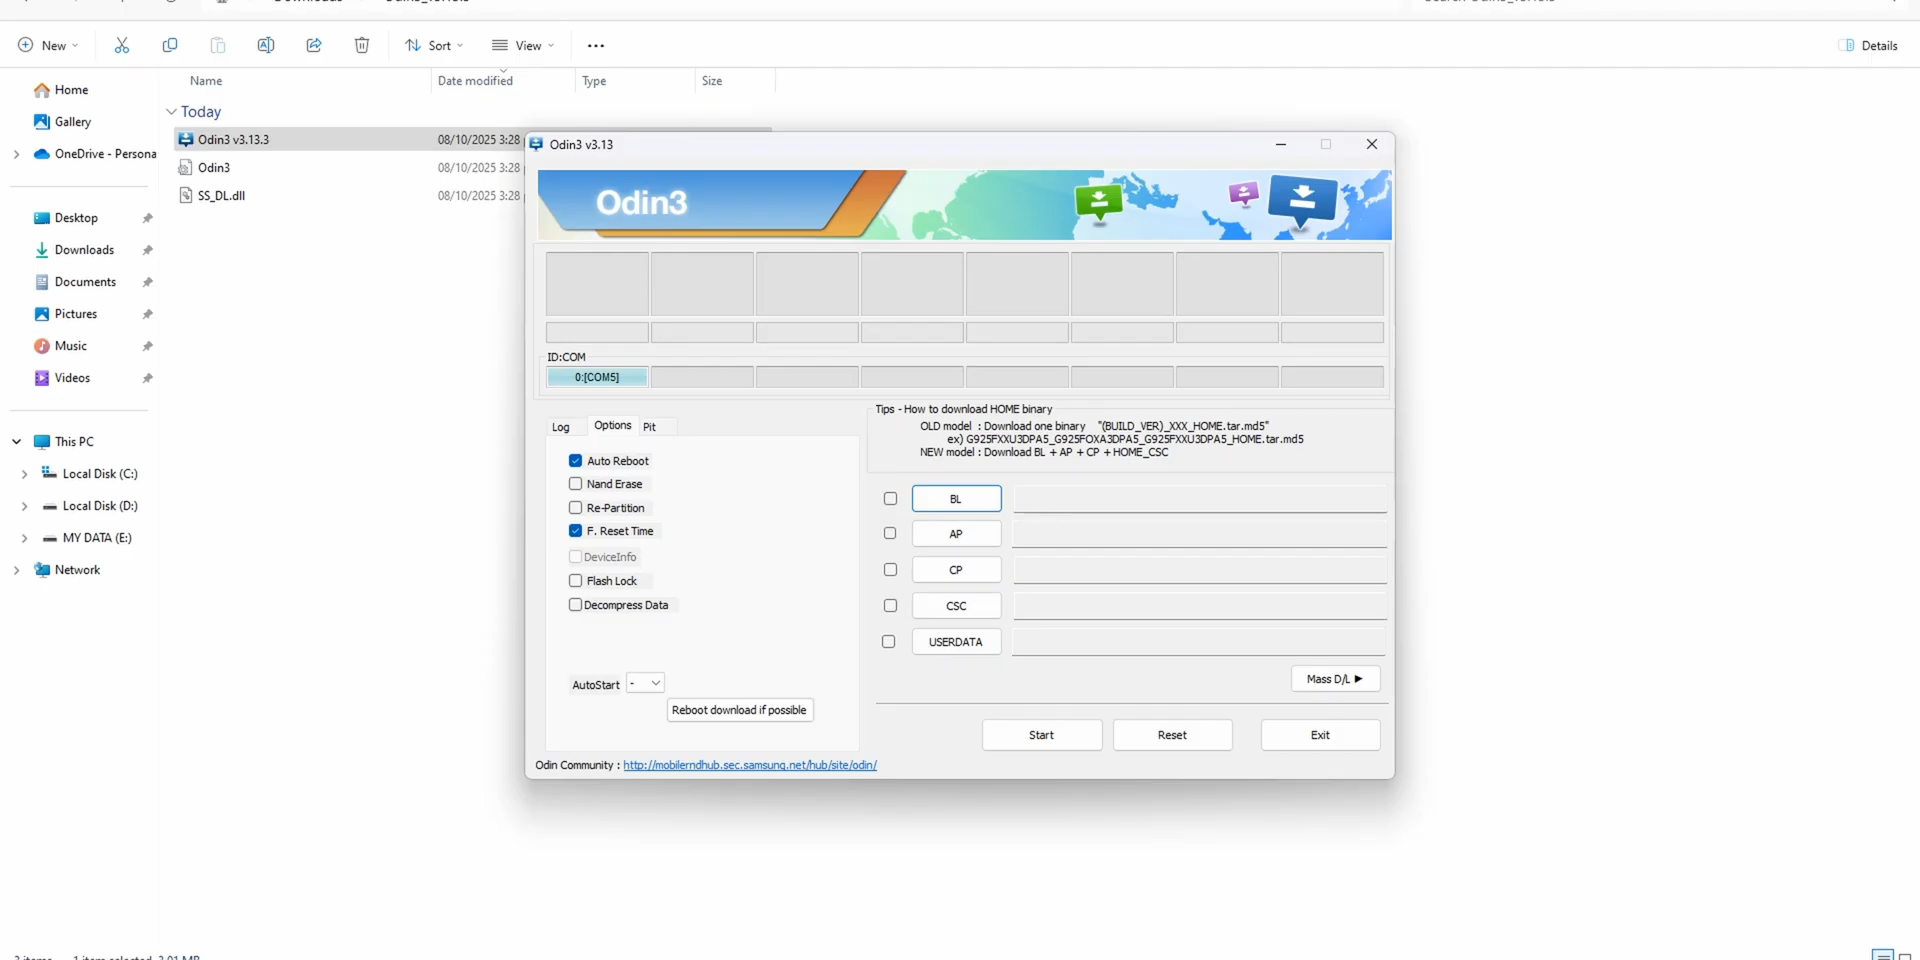 New
Sort
View
Details
Name
Date modified
Type
Size
Home
Gallery
OneDrive - Persona
Desktop
Downloads
Documents
Pictures
Music
Videos
This PC
Local Disk (C:)
Local Disk (D:)
MY DATA (E:)
Network
Today
Odin3 v3.13.3
08/10/2025 3:28
Odin3
08/10/2025 3:28
SS_DL.dll
08/10/2025 3:28
Odin3 v3.13
Odin3
ID:COM
0:[COM5]
Log
Options
Pit
Auto Reboot
Nand Erase
Re-Partition
F. Reset Time
DeviceInfo
Flash Lock
Decompress Data
AutoStart
-
Reboot download if possible
Tips - How to download HOME binary
OLD model : Download one binary "(BUILD_VER)_XXX_HOME.tar.md5"
ex) G925FXXU3DPA5_G925FOXA3DPA5_G925FXXU3DPA5_HOME.tar.md5
NEW model : Download BL + AP + CP + HOME_CSC
BL
AP
CP
CSC
USERDATA
Mass D/L
Start
Reset
Exit
Odin Community : http://mobilerndhub.sec.samsung.net/hub/site/odin/